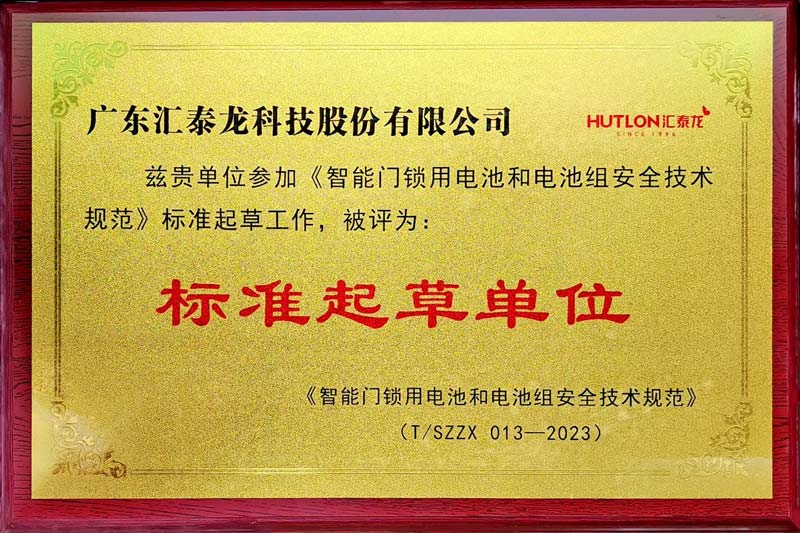 广东汇泰龙科技股份有限公司
HUTLON汇泰龙
SINCE 1996
兹贵单位参加《智能门锁用电池和电池组安全技术
规范》标准起草工作，被评为：
标准起草单位
《智能门锁用电池和电池组安全技术规范》
（T/SZZX 013—2023）